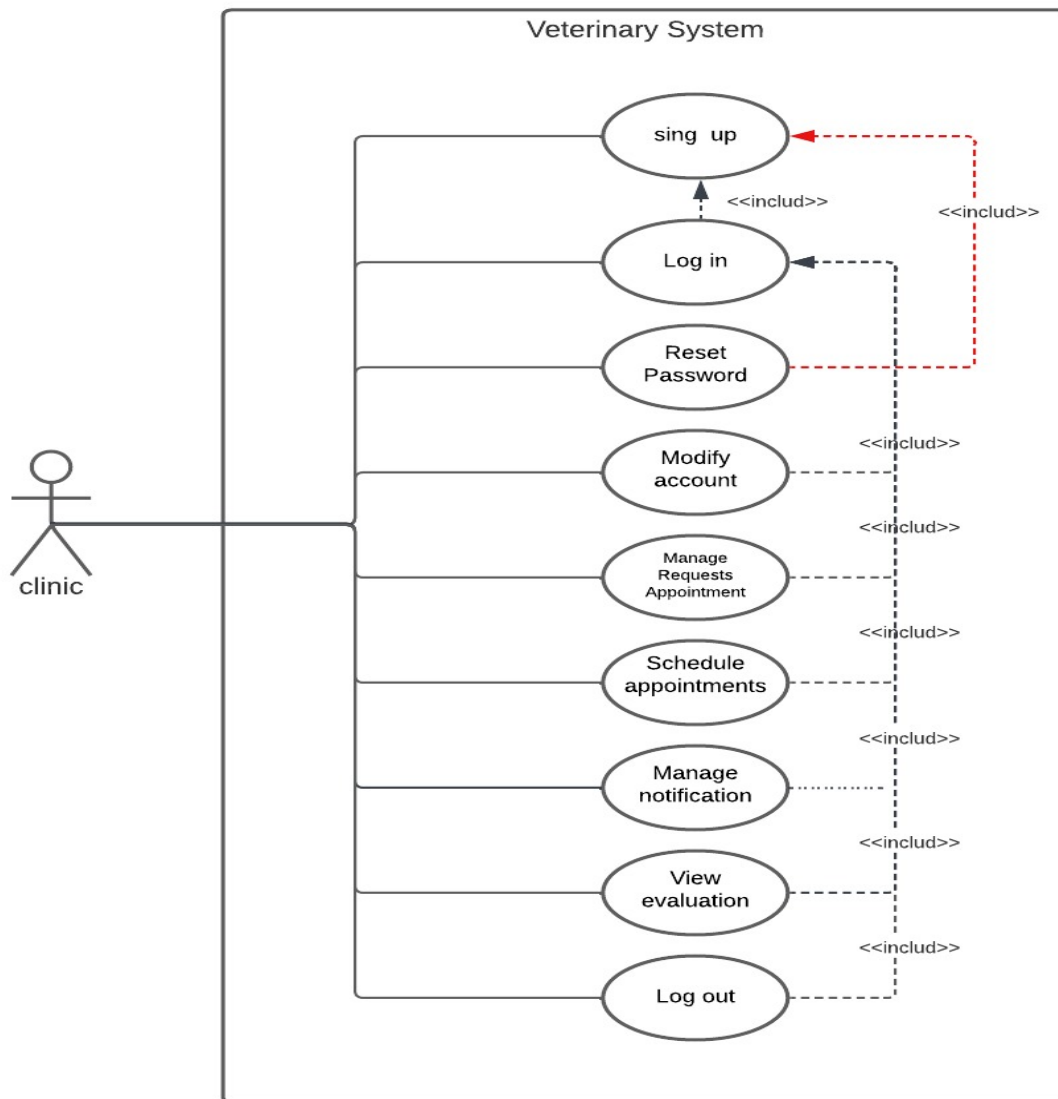 Veterinary System
sing up
<<includ>>
<<includ>>
Log in
Reset
Password
<<includ>>
Modify
account
<<includ>>
Manage
Requests
Appointment
clinic
<<includ>>
Schedule
appointments
<<includ>>
Manage
notification
<<includ>>
View
evaluation
<<includ>>
Log out